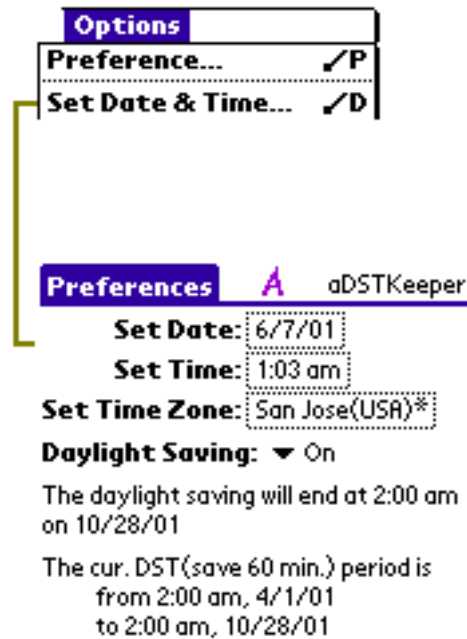 Options
Preference... /P
Set Date & Time... /D
Preferences A aDSTKeeper
Set Date: 6/7/01
Set Time: 1:03 am
Set Time Zone: San Jose(USA)*
Daylight Saving: On
The daylight saving will end at 2:00 am
on 10/28/01
The cur. DST(save 60 min.) period is
from 2:00 am, 4/1/01
to 2:00 am, 10/28/01